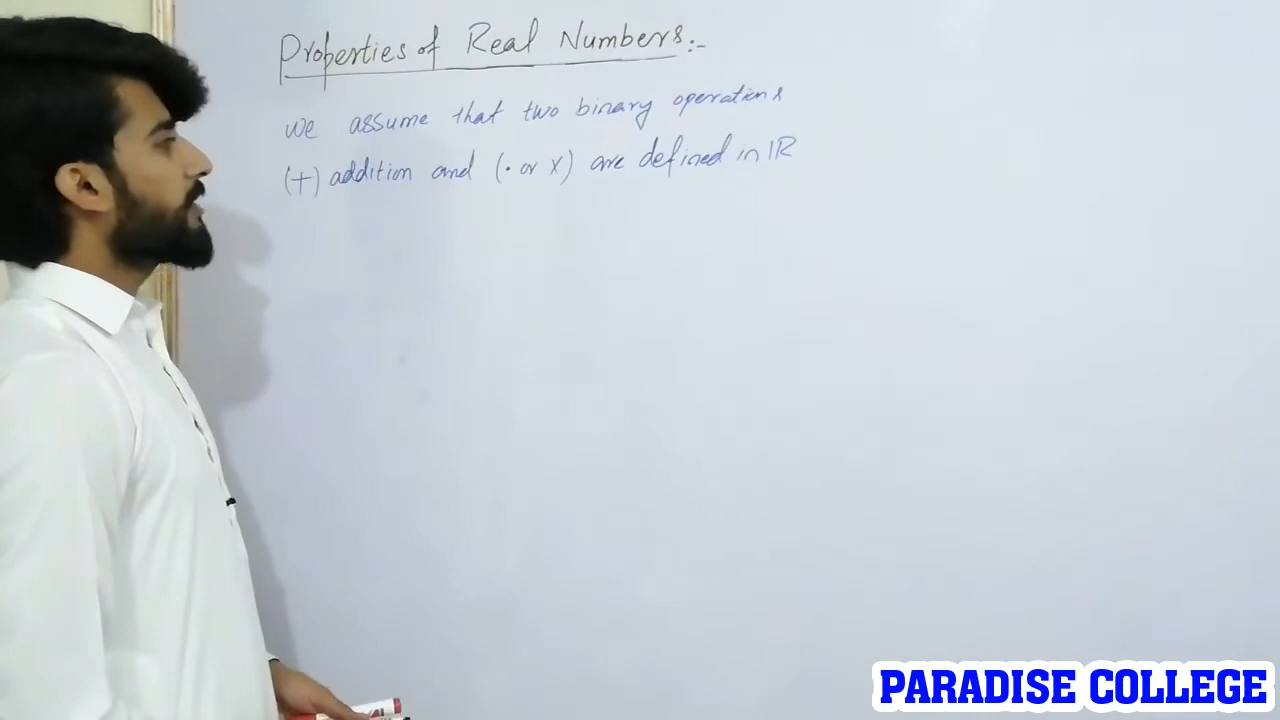 Properties of Real Numbers:-
we assume that two binary operations
(+) addition and (· or x) are defined in IR
PARADISE COLLEGE